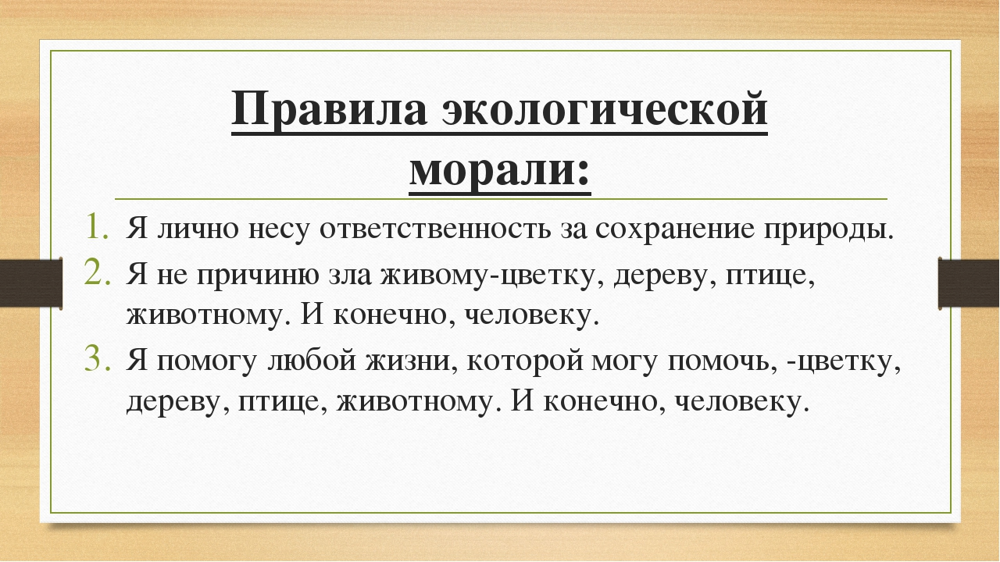 Правила экологической
морали:
1. Я лично несу ответственность за сохранение природы.
2. Я не причиню зла живому-цветку, дереву, птице,
животному. И конечно, человеку.
3. Я помогу любой жизни, которой могу помочь, -цветку,
дереву, птице, животному. И конечно, человеку.